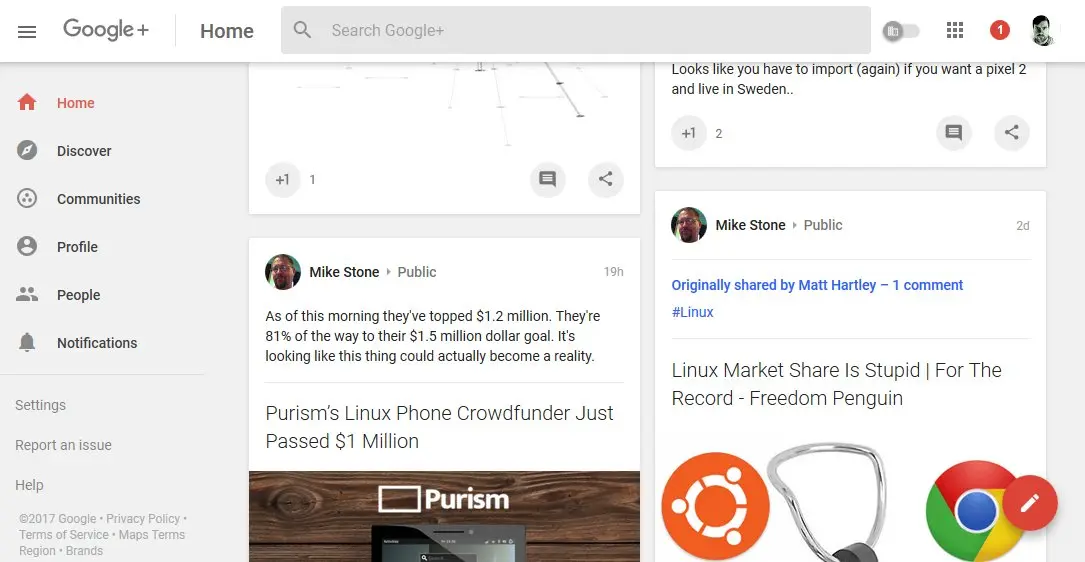 Google+
Home
Search Google+
1
Home
Discover
Communities
Profile
People
Notifications
Settings
Report an issue
Help
©2017 Google • Privacy Policy •
Terms of Service • Maps Terms
Region • Brands
+1
1
Mike Stone
Public
19h
As of this morning they've topped $1.2 million. They're
81% of the way to their $1.5 million dollar goal. It's
looking like this thing could actually become a reality.
Purism’s Linux Phone Crowdfunder Just
Passed $1 Million
Purism
Looks like you have to import (again) if you want a pixel 2
and live in Sweden..
+1
2
Mike Stone
Public
2d
Originally shared by Matt Hartley – 1 comment
#Linux
Linux Market Share Is Stupid | For The
Record - Freedom Penguin